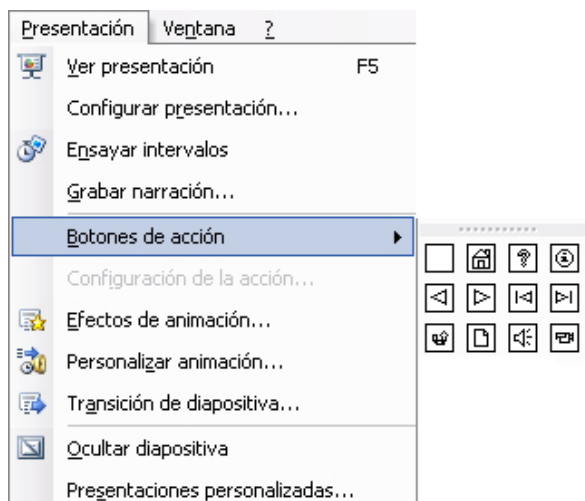 Presentación Ventana ?
Ver presentación F5
Configurar presentación...
Ensayar intervalos
Grabar narración...
Botones de acción
Configuración de la acción...
Efectos de animación...
Personalizar animación...
Transición de diapositiva...
Ocultar diapositiva
Presentaciones personalizadas...